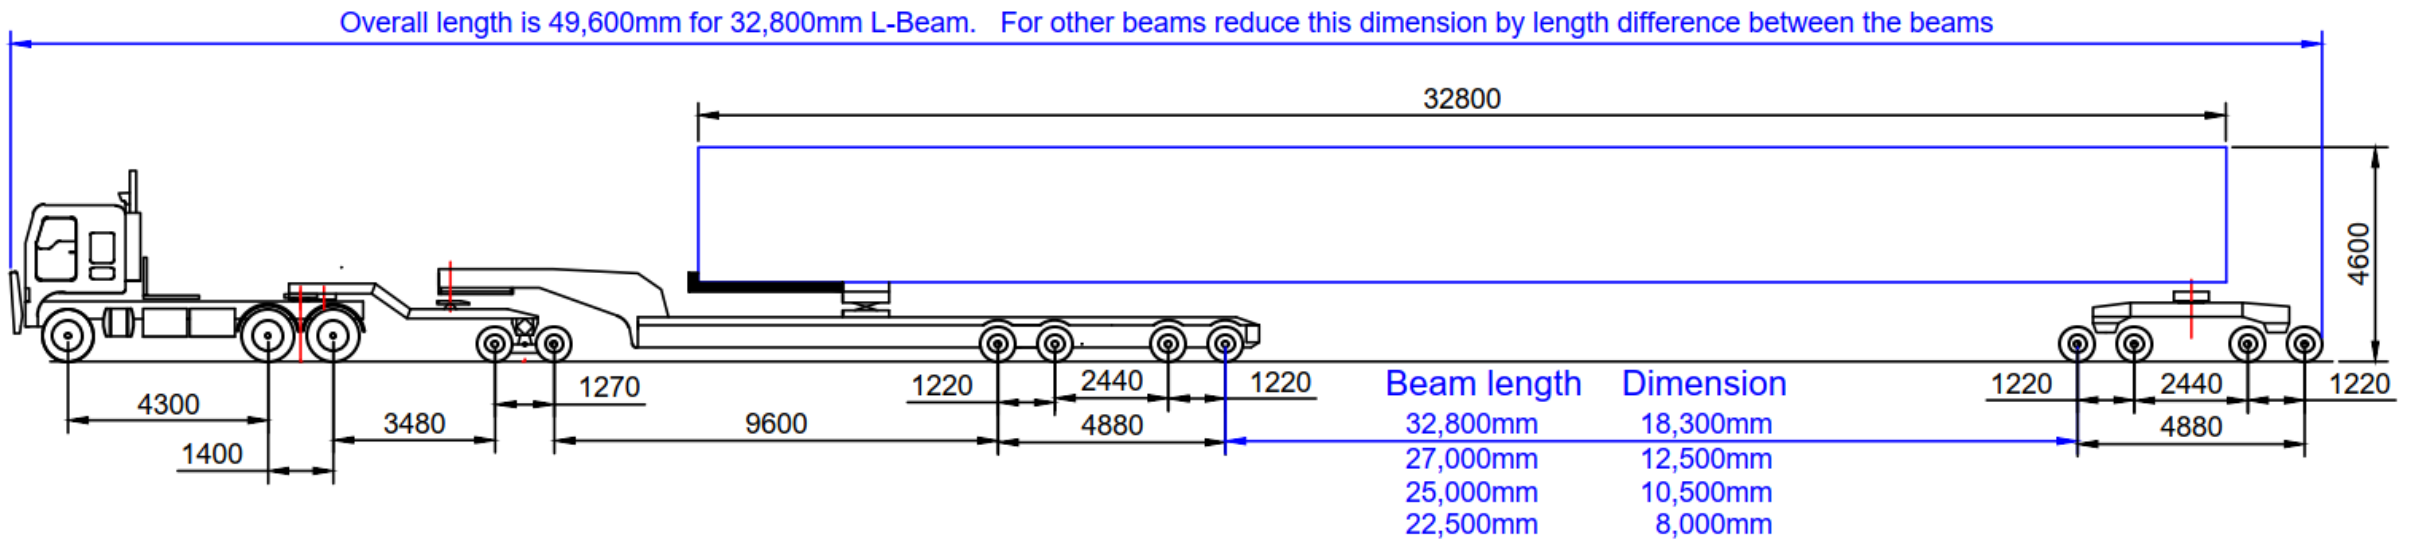 Overall length is 49,600mm for 32,800mm L-Beam. For other beams reduce this dimension by length difference between the beams
32800
4600
4300
1400
3480
1270
9600
1220
2440
1220
4880
Beam length Dimension
32,800mm 18,300mm
27,000mm 12,500mm
25,000mm 10,500mm
22,500mm 8,000mm
1220
2440
1220
4880